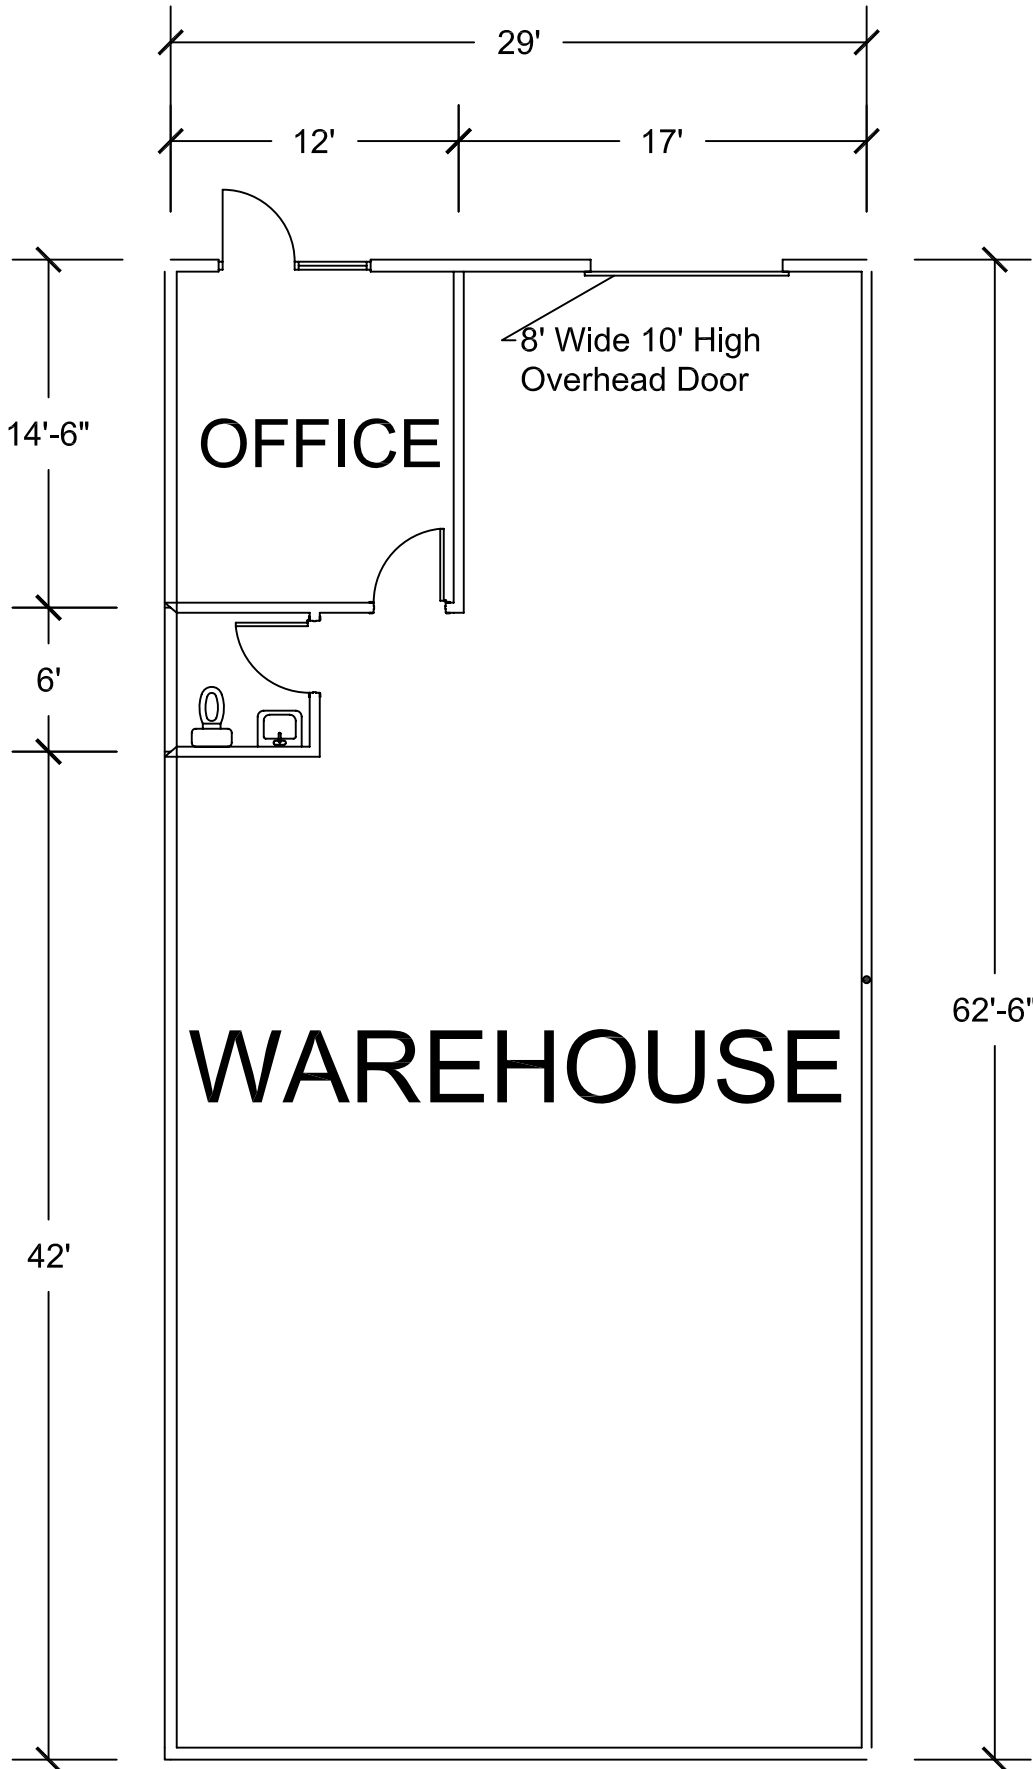 29'
12'
17'
8' Wide 10' High
Overhead Door
14'-6"
OFFICE
6'
62'-6"
WAREHOUSE
42'